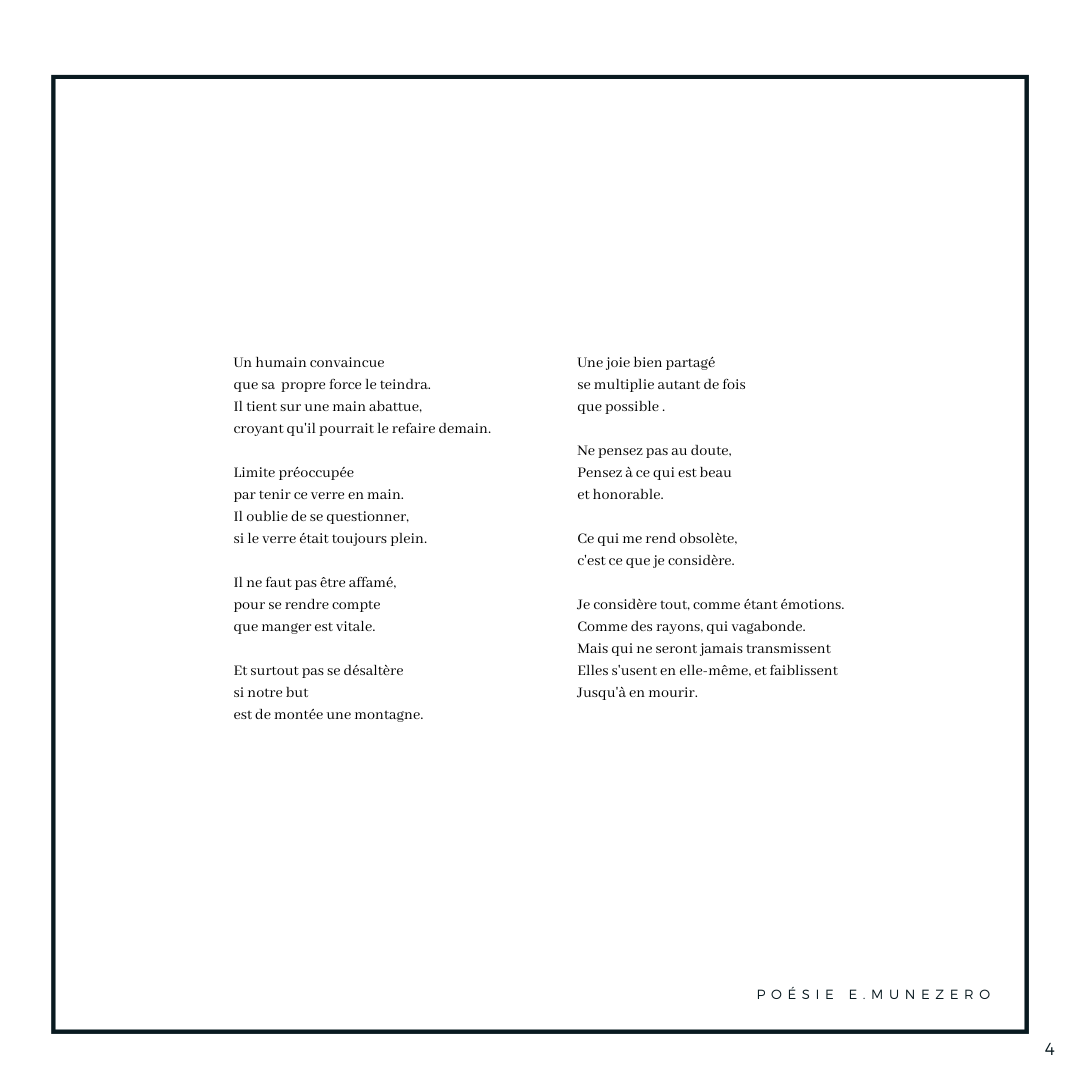 Un humain convaincue
que sa  propre force le teindra.
Il tient sur une main abattue,
croyant qu'il pourrait le refaire demain.

Limite préoccupée
par tenir ce verre en main.
Il oublie de se questionner,
si le verre était toujours plein.

Il ne faut pas être affamé,
pour se rendre compte
que manger est vitale.

Et surtout pas se désaltère
si notre but
est de montée une montagne.

Une joie bien partagé
se multiplie autant de fois
que possible .

Ne pensez pas au doute,
Pensez à ce qui est beau
et honorable.

Ce qui me rend obsolète,
c'est ce que je considère.

Je considère tout, comme étant émotions.
Comme des rayons, qui vagabonde.
Mais qui ne seront jamais transmissent
Elles s'usent en elle-même, et faiblissent
Jusqu'à en mourir.

POÉSIE E.MUNEZERO
4